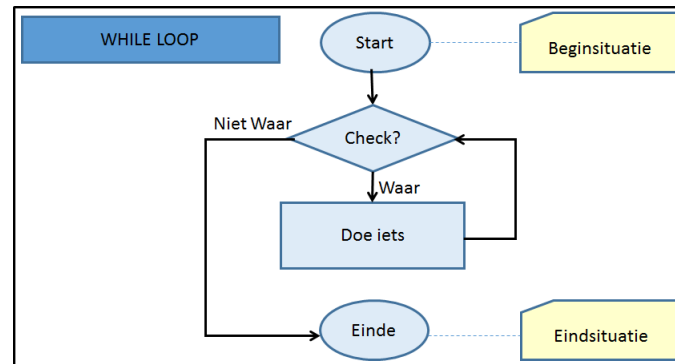 WHILE LOOP
Start
Beginsituatie
Niet Waar
Check?
Waar
Doe iets
Einde
Eindsituatie